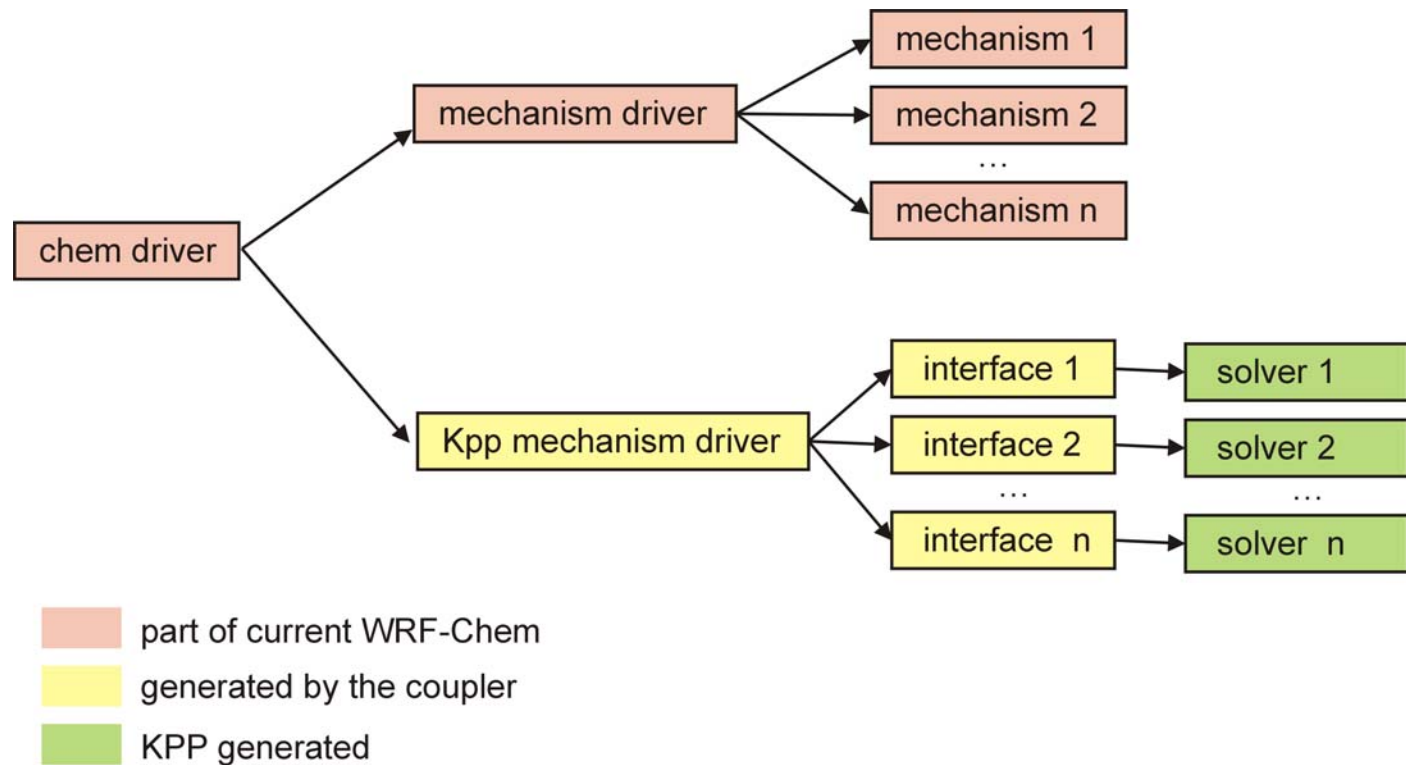 mechanism 1
mechanism driver
mechanism 2
...
mechanism n
chem driver
interface 1
solver 1
Kpp mechanism driver
interface 2
solver 2
...
...
interface n
solver n
part of current WRF-Chem
generated by the coupler
KPP generated